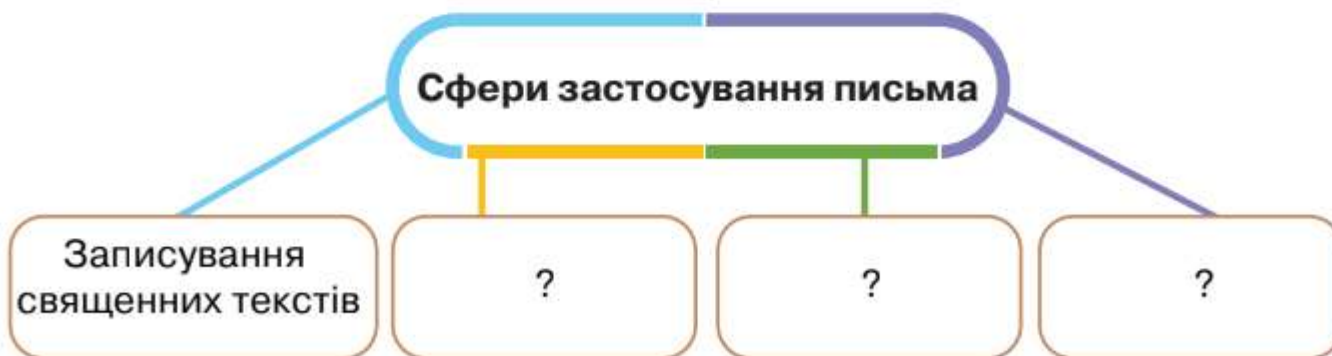 Сфери застосування письма
Записування
священних текстів
?
?
?